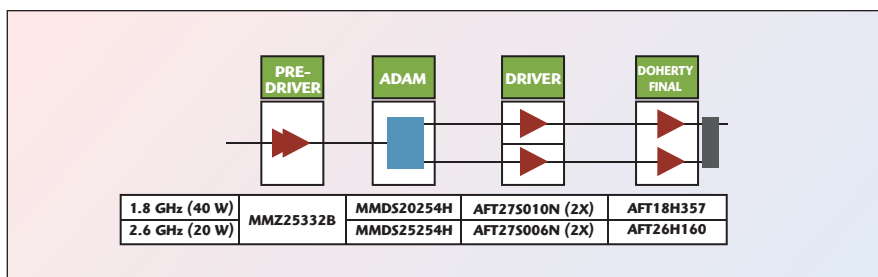 PRE-
DRIVER
ADAM
DRIVER
DOHERTY
FINAL
1.8 GHz (40 W) MMZ25332B MMDS20254H AFT27S010N (2X) AFT18H357
2.6 GHz (20 W) MMDS25254H AFT27S006N (2X) AFT26H160